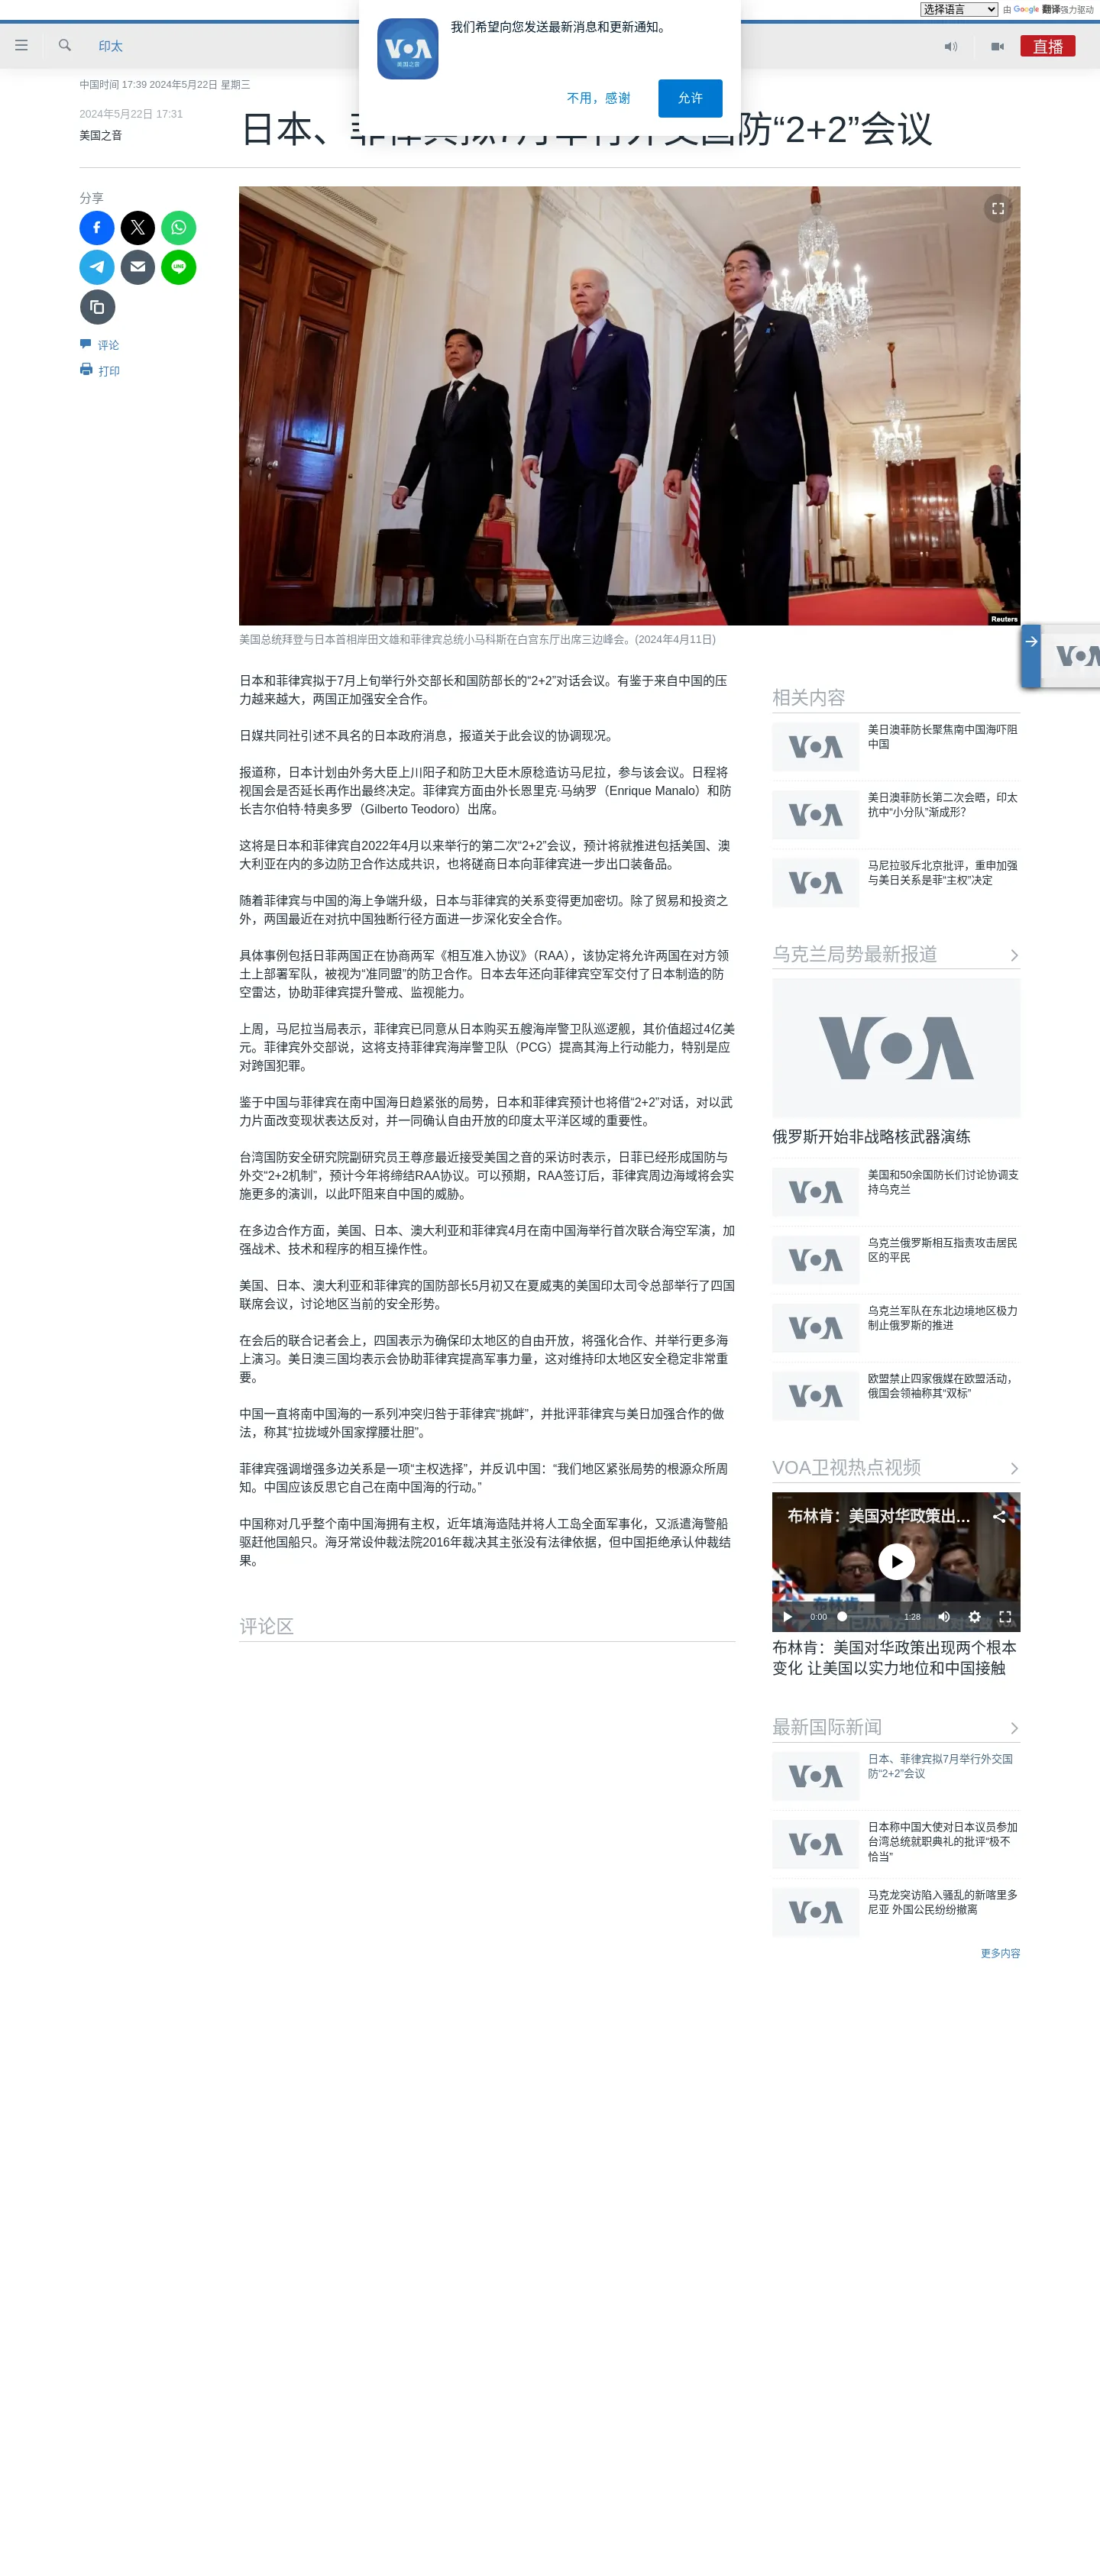 选择语言
由 Google 翻译强力驱动
我们希望向您发送最新消息和更新通知。
VOA
美国之音
不用，感谢
允许
印太
直播
中国时间 17:39 2024年5月22日 星期三
2024年5月22日 17:31
美国之音
日本、菲律宾拟7月举行外交国防“2+2”会议
分享
评论
打印
Reuters
美国总统拜登与日本首相岸田文雄和菲律宾总统小马科斯在白宫东厅出席三边峰会。(2024年4月11日)
日本和菲律宾拟于7月上旬举行外交部长和国防部长的“2+2”对话会议。有鉴于来自中国的压
力越来越大，两国正加强安全合作。
日媒共同社引述不具名的日本政府消息，报道关于此会议的协调现况。
报道称，日本计划由外务大臣上川阳子和防卫大臣木原稔造访马尼拉，参与该会议。日程将
视国会是否延长再作出最终决定。菲律宾方面由外长恩里克·马纳罗（Enrique Manalo）和防
长吉尔伯特·特奥多罗（Gilberto Teodoro）出席。
这将是日本和菲律宾自2022年4月以来举行的第二次“2+2”会议，预计将就推进包括美国、澳
大利亚在内的多边防卫合作达成共识，也将磋商日本向菲律宾进一步出口装备品。
随着菲律宾与中国的海上争端升级，日本与菲律宾的关系变得更加密切。除了贸易和投资之
外，两国最近在对抗中国独断行径方面进一步深化安全合作。
具体事例包括日菲两国正在协商两军《相互准入协议》（RAA），该协定将允许两国在对方领
土上部署军队，被视为“准同盟”的防卫合作。日本去年还向菲律宾空军交付了日本制造的防
空雷达，协助菲律宾提升警戒、监视能力。
上周，马尼拉当局表示，菲律宾已同意从日本购买五艘海岸警卫队巡逻舰，其价值超过4亿美
元。菲律宾外交部说，这将支持菲律宾海岸警卫队（PCG）提高其海上行动能力，特别是应
对跨国犯罪。
鉴于中国与菲律宾在南中国海日趋紧张的局势，日本和菲律宾预计也将借“2+2”对话，对以武
力片面改变现状表达反对，并一同确认自由开放的印度太平洋区域的重要性。
台湾国防安全研究院副研究员王尊彦最近接受美国之音的采访时表示，日菲已经形成国防与
外交“2+2机制”，预计今年将缔结RAA协议。可以预期，RAA签订后，菲律宾周边海域将会实
施更多的演训，以此吓阻来自中国的威胁。
在多边合作方面，美国、日本、澳大利亚和菲律宾4月在南中国海举行首次联合海空军演，加
强战术、技术和程序的相互操作性。
美国、日本、澳大利亚和菲律宾的国防部长5月初又在夏威夷的美国印太司令总部举行了四国
联席会议，讨论地区当前的安全形势。
在会后的联合记者会上，四国表示为确保印太地区的自由开放，将强化合作、并举行更多海
上演习。美日澳三国均表示会协助菲律宾提高军事力量，这对维持印太地区安全稳定非常重
要。
中国一直将南中国海的一系列冲突归咎于菲律宾“挑衅”，并批评菲律宾与美日加强合作的做
法，称其“拉拢域外国家撑腰壮胆”。
菲律宾强调增强多边关系是一项“主权选择”，并反讥中国：“我们地区紧张局势的根源众所周
知。中国应该反思它自己在南中国海的行动。”
中国称对几乎整个南中国海拥有主权，近年填海造陆并将人工岛全面军事化，又派遣海警船
驱赶他国船只。海牙常设仲裁法院2016年裁决其主张没有法律依据，但中国拒绝承认仲裁结
果。
评论区
相关内容
VOA
美日澳菲防长聚焦南中国海吓阻
中国
VOA
美日澳菲防长第二次会晤，印太
抗中“小分队”渐成形？
VOA
马尼拉驳斥北京批评，重申加强
与美日关系是菲“主权”决定
乌克兰局势最新报道
VOA
俄罗斯开始非战略核武器演练
VOA
美国和50余国防长们讨论协调支
持乌克兰
VOA
乌克兰俄罗斯相互指责攻击居民
区的平民
VOA
乌克兰军队在东北边境地区极力
制止俄罗斯的推进
VOA
欧盟禁止四家俄媒在欧盟活动，
俄国会领袖称其“双标”
VOA卫视热点视频
布林肯：美国对华政策出...
布林肯：
0:00
1:28
布林肯：美国对华政策出现两个根本
变化 让美国以实力地位和中国接触
最新国际新闻
VOA
日本、菲律宾拟7月举行外交国
防“2+2”会议
VOA
日本称中国大使对日本议员参加
台湾总统就职典礼的批评“极不
恰当”
VOA
马克龙突访陷入骚乱的新喀里多
尼亚 外国公民纷纷撤离
更多内容